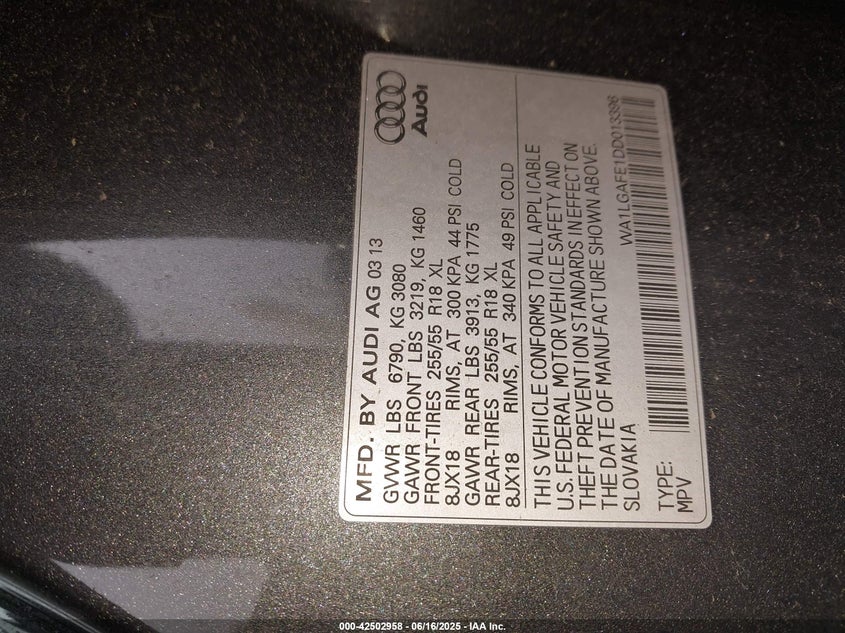 Audi
MFD. BY AUDI AG 03 13
GVWR LBS 6790, KG 3080
GAWR FRONT LBS 3219, KG 1460
FRONT-TIRES 255/55 R18 XL
8JX18 RIMS, AT 300 KPA 44 PSI COLD
GAWR REAR LBS 3913, KG 1775
REAR-TIRES 255/55 R18 XL
8JX18 RIMS, AT 340 KPA 49 PSI COLD
THIS VEHICLE CONFORMS TO ALL APPLICABLE
U.S. FEDERAL MOTOR VEHICLE SAFETY AND
THEFT PREVENTION STANDARDS IN EFFECT ON
THE DATE OF MANUFACTURE SHOWN ABOVE.
SLOVAKIA
WA1LGAFE1DD013396
TYPE:
MPV
000-42502958 - 06/16/2025 - IAA Inc.